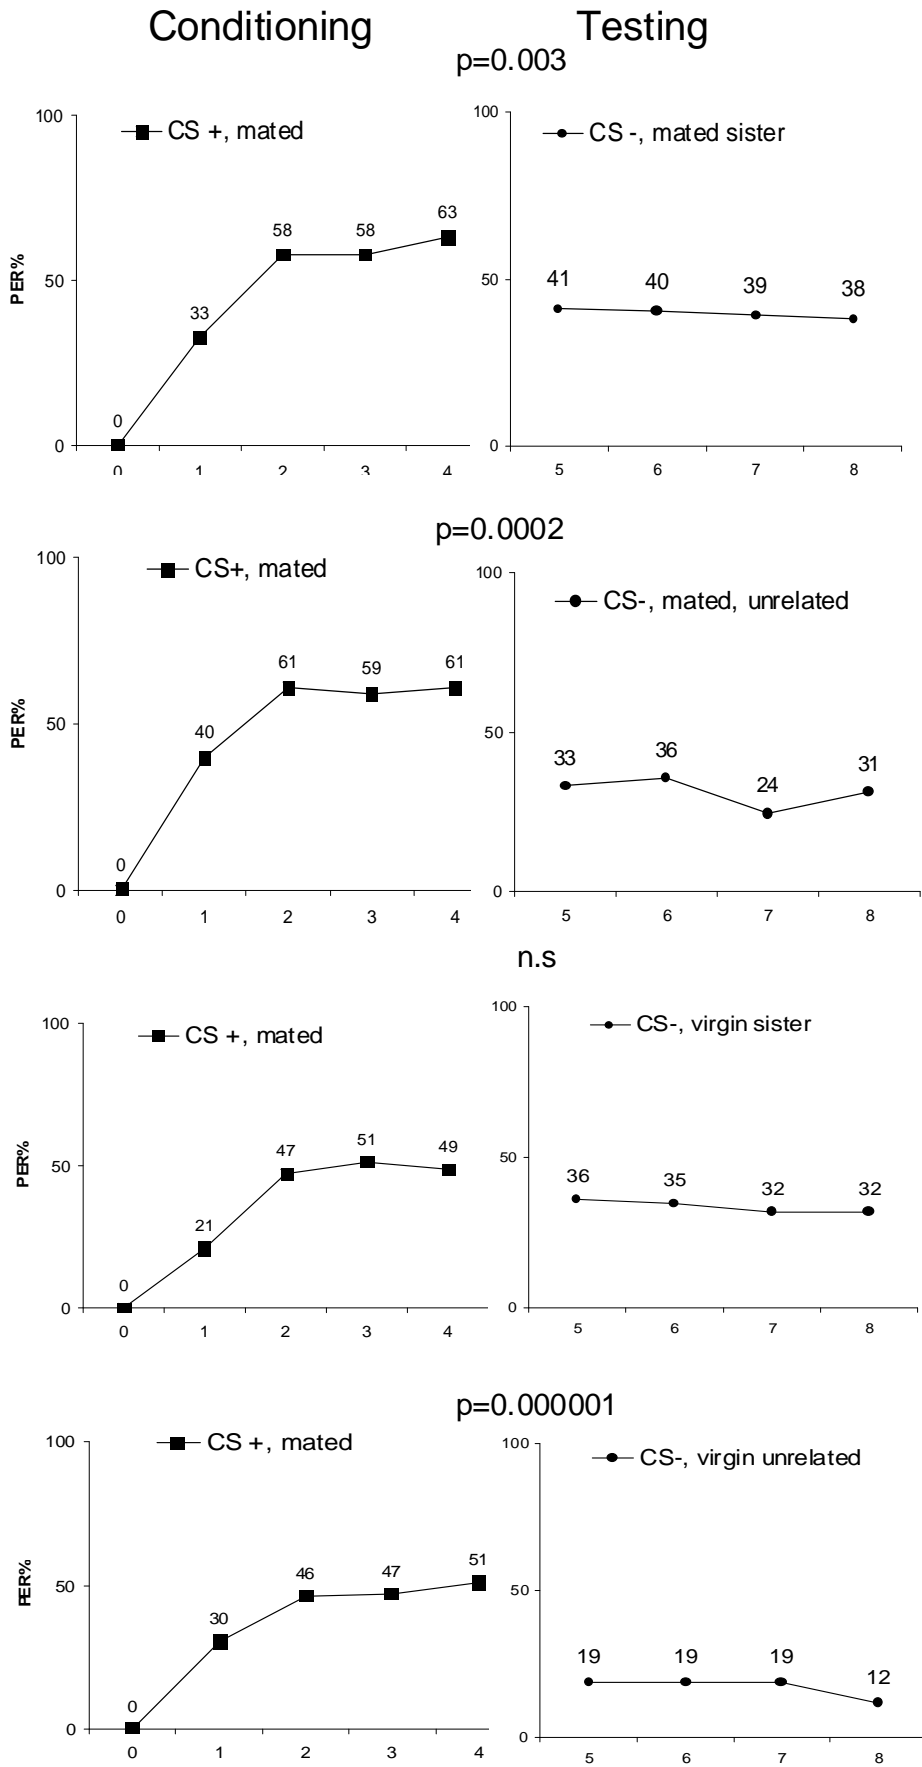 Conditioning Testing
p=0.003
100 CS +, mated 100 CS -, mated sister
PER%
63
58 58
50 50
41 40 39 38
33
0
0 0
0 1 2 3 4 5 6 7 8
p=0.0002
100 CS+, mated 100 CS-, mated, unrelated
PER%
61 59 61
50 50
40
33 36 24 31
0
0 0
0 1 2 3 4 5 6 7 8
n.s
100 CS +, mated 100 CS-, virgin sister
PER%
47 51 49
50 50
36 35 32 32
21
0
0 0
0 1 2 3 4 5 6 7 8
p=0.000001
100 CS +, mated 100 CS-, virgin unrelated
PER%
46 47 51
50 50
30
19 19 19 12
0
0 0
0 1 2 3 4 5 6 7 8